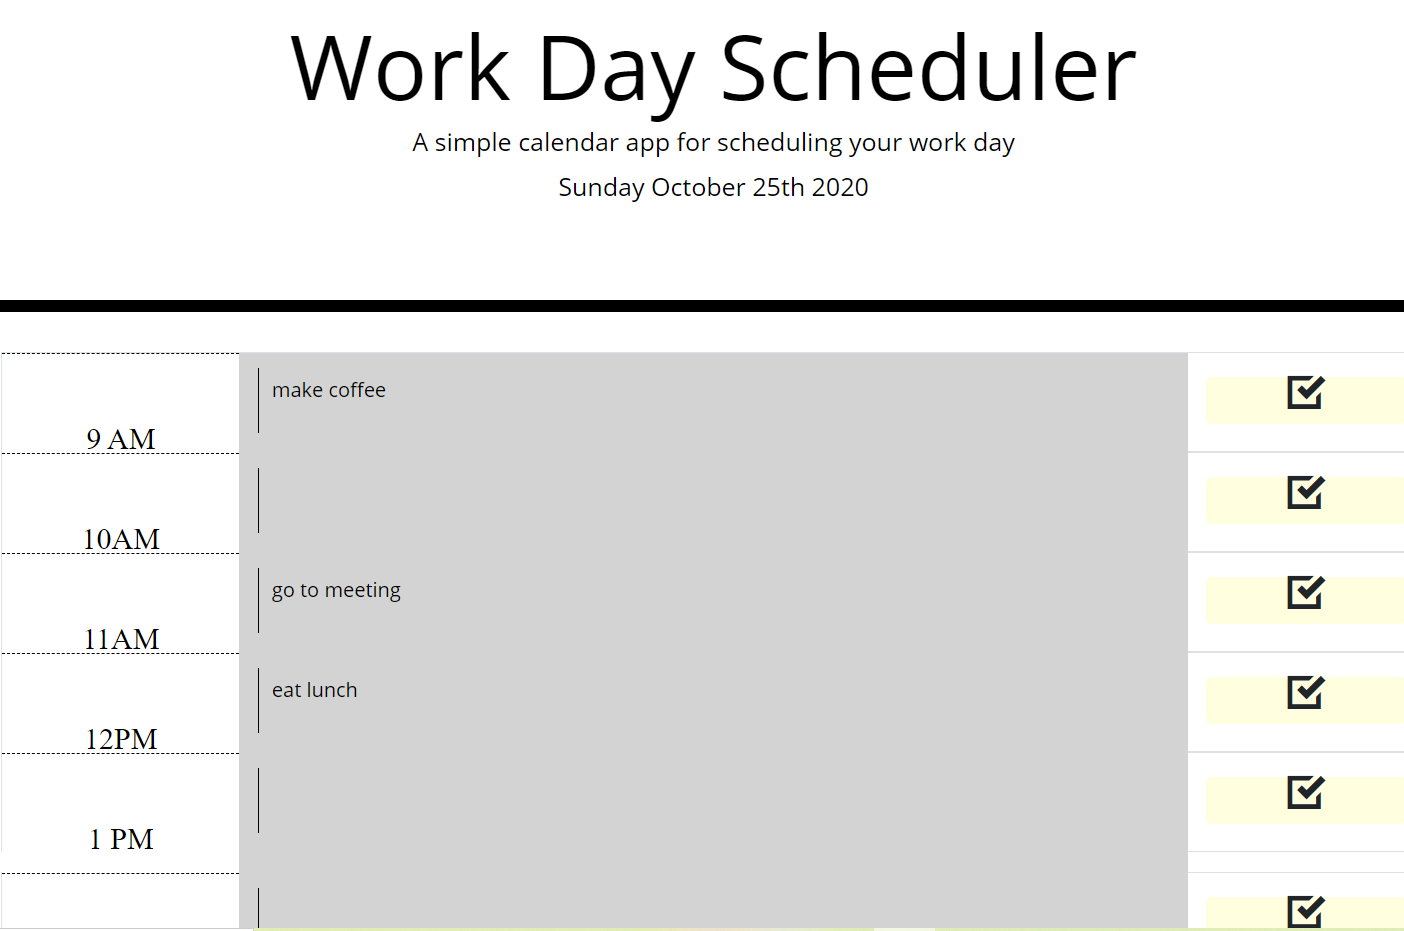 Work Day Scheduler
A simple calendar app for scheduling your work day
Sunday October 25th 2020
make coffee
9 AM
10AM
go to meeting
11AM
eat lunch
12PM
1 PM